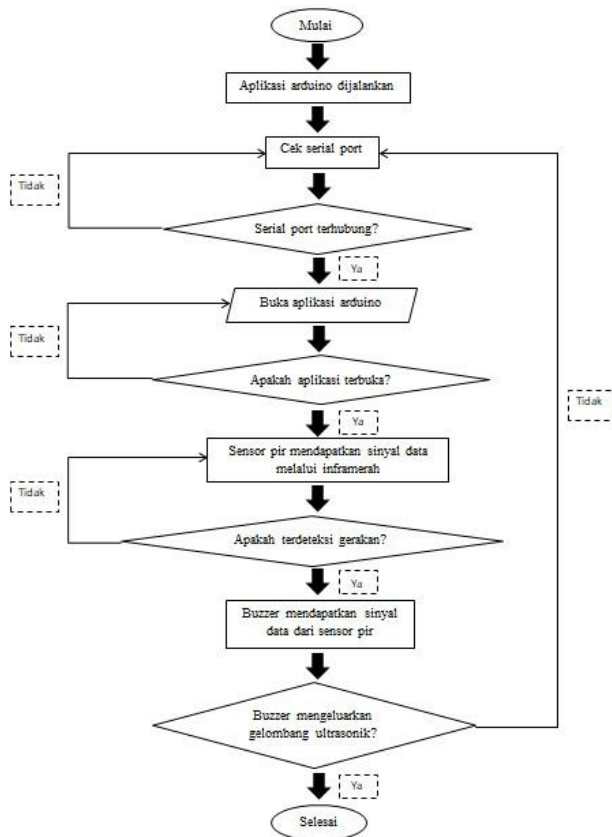 Mulai
Aplikasi arduino dijalankan
Cek serial port
Tidak
Serial port terhubung?
Ya
Buka aplikasi arduino
Tidak
Apakah aplikasi terbuka?
Tidak
Ya
Sensor pir mendapatkan sinyal data
melalui inframerah
Tidak
Apakah terdeteksi gerakan?
Ya
Buzzer mendapatkan sinyal
data dari sensor pir
Buzzer mengeluarkan
gelombang ultrasonik?
Ya
Selesai